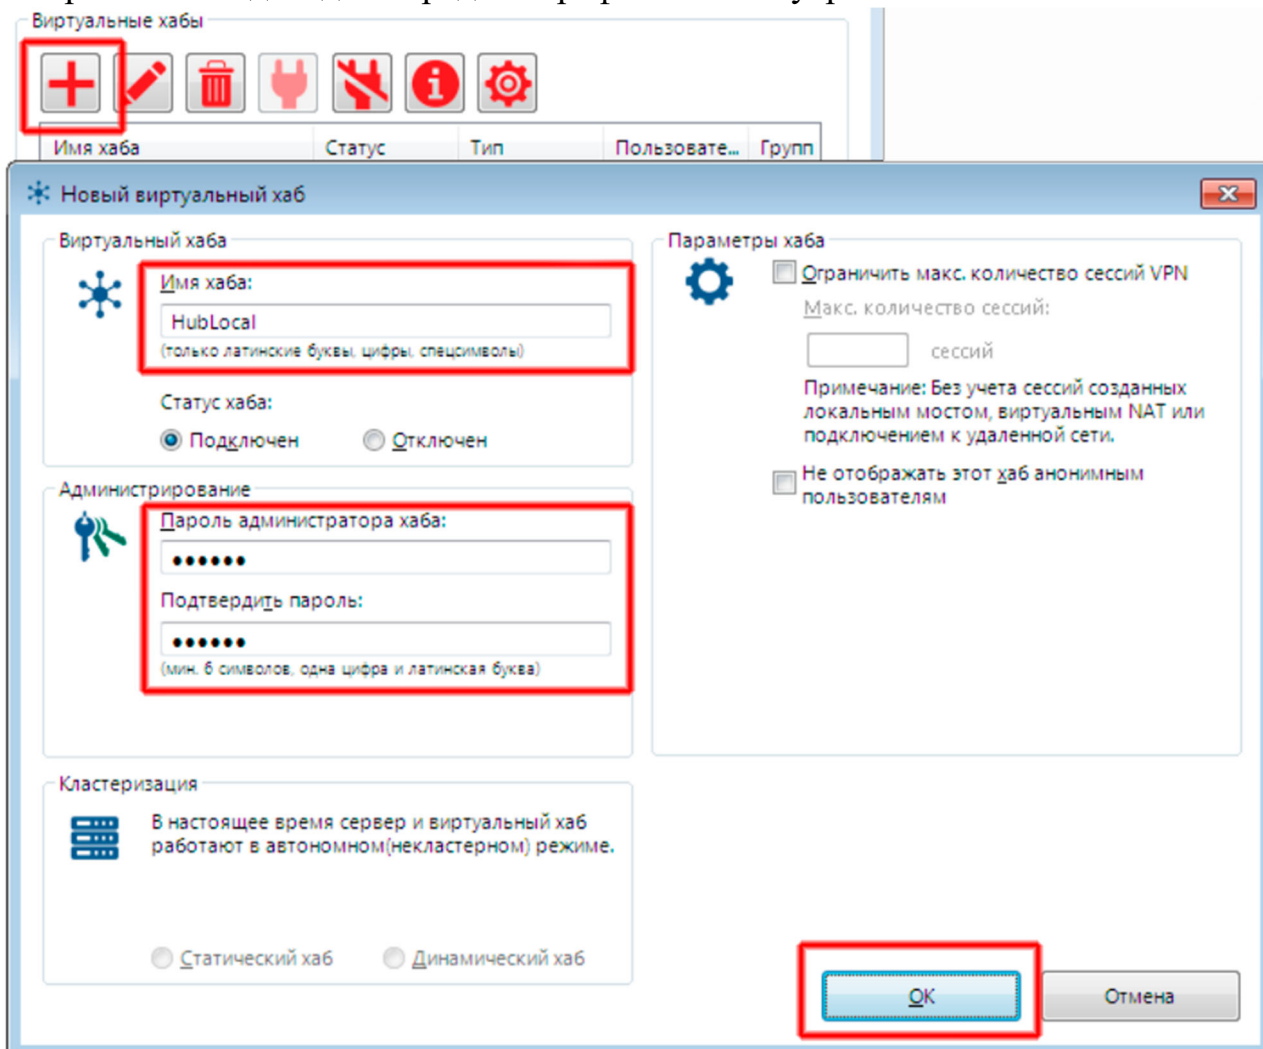 Виртуальные хабы
Имя хаба Статус Тип Пользовате... Групп
Новый виртуальный хаб
Виртуальный хаба
Имя хаба:
HubLocal
(только латинские буквы, цифры, спецсимволы)
Статус хаба:
Подключен Отключен
Администрирование
Пароль администратора хаба:
••••••
Подтвердить пароль:
••••••
(мин. 6 символов, одна цифра и латинская буква)
Кластеризация
В настоящее время сервер и виртуальный хаб
работают в автономном(некластерном) режиме.
Статический хаб Динамический хаб
Параметры хаба
Ограничить макс. количество сессий VPN
Макс. количество сессий:
сессий
Примечание: Без учета сессий созданных
локальным мостом, виртуальным NAT или
подключением к удаленной сети.
Не отображать этот хаб анонимным
пользователям
OK Отмена